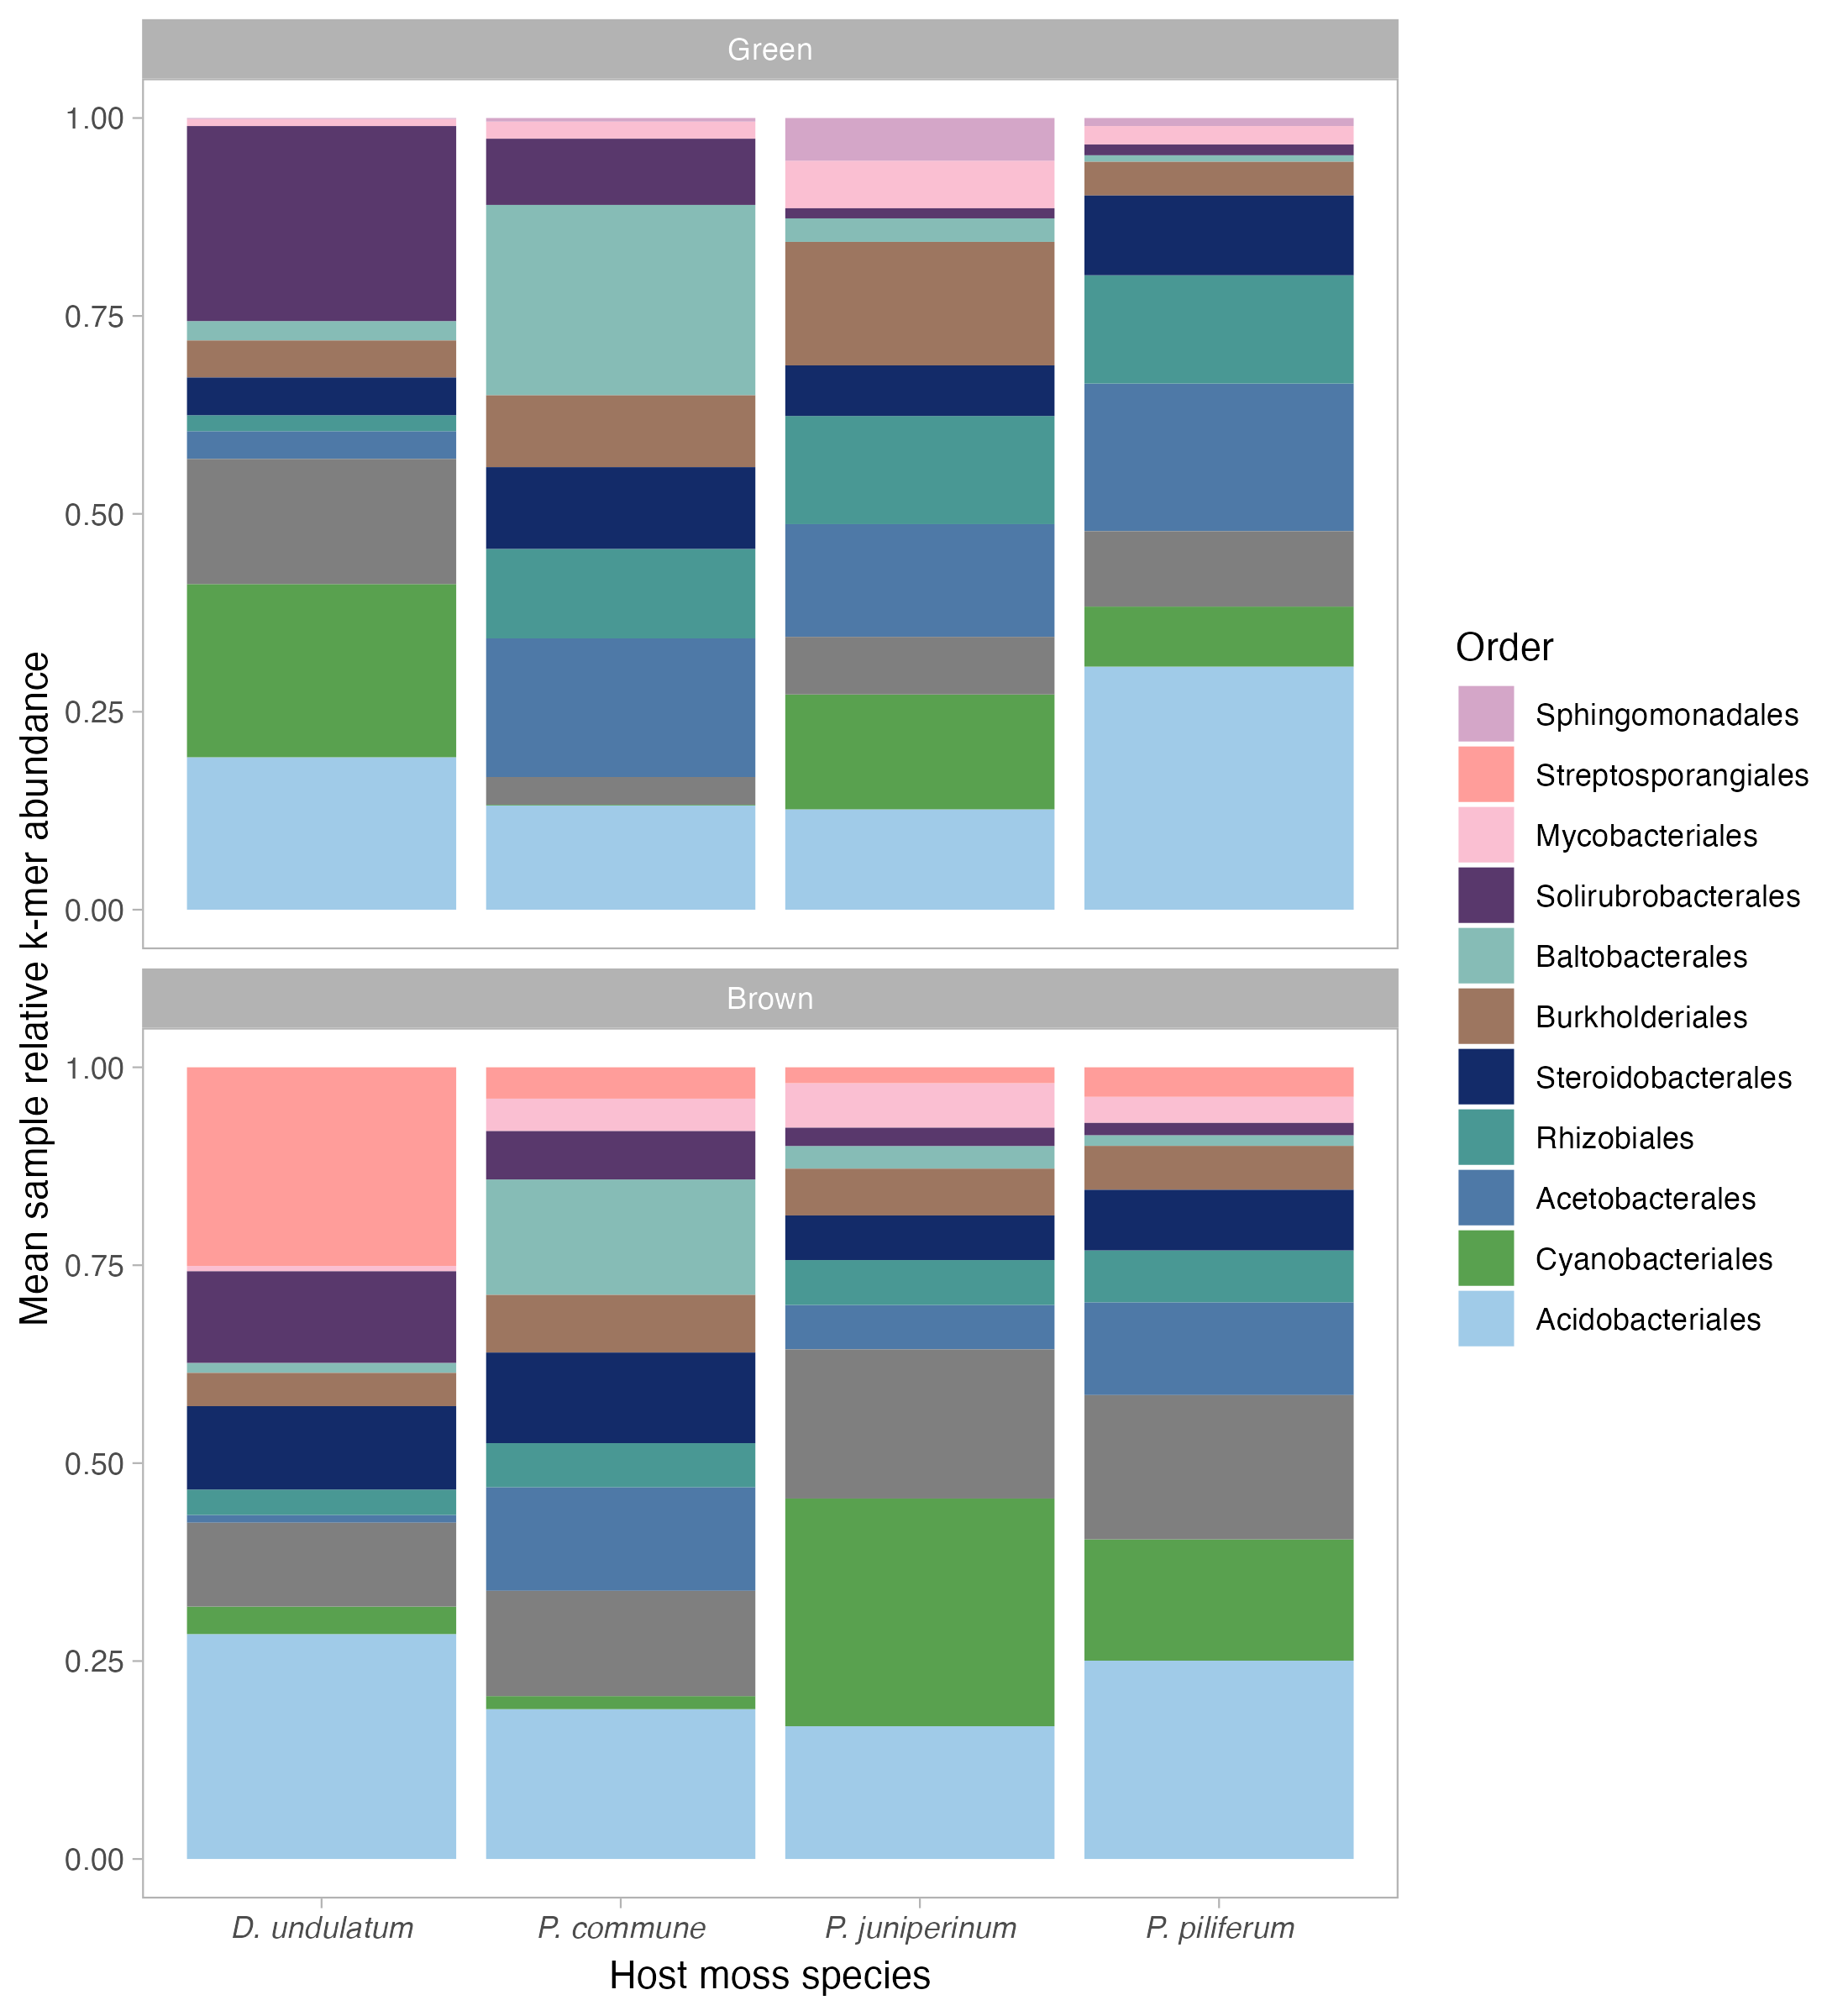 Green
1.00
0.75
0.50
0.25
0.00
Brown
1.00
0.75
0.50
0.25
0.00
Mean sample relative k-mer abundance
D. undulatum
P. commune
P. juniperinum
P. piliferum
Host moss species
Order
Sphingomonadales
Streptosporangiales
Mycobacteriales
Solirubrobacterales
Baltobacterales
Burkholderiales
Steroidobacterales
Rhizobiales
Acetobacterales
Cyanobacteriales
Acidobacteriales